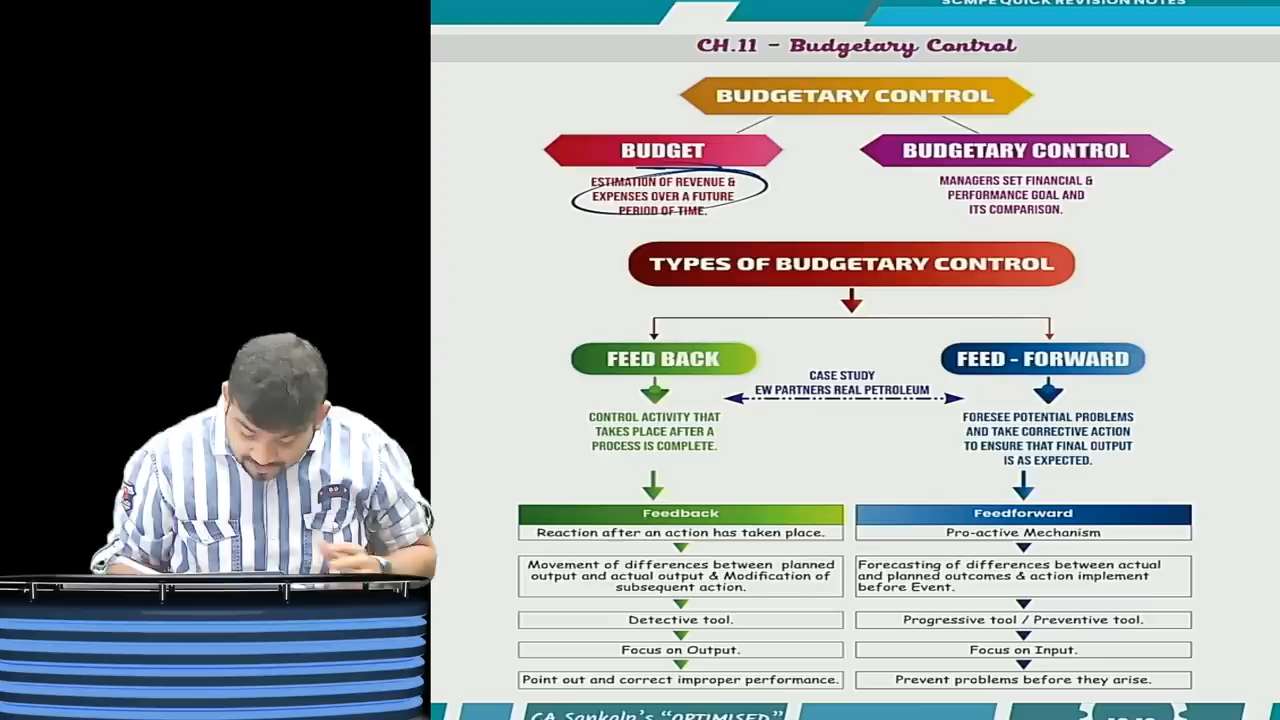 SCMPE QUICK REVISION NOTES
CH.11 - Budgetary Control
BUDGETARY CONTROL
BUDGET
ESTIMATION OF REVENUE &
EXPENSES OVER A FUTURE
PERIOD OF TIME.
BUDGETARY CONTROL
MANAGERS SET FINANCIAL &
PERFORMANCE GOAL AND
ITS COMPARISON.
TYPES OF BUDGETARY CONTROL
FEED BACK
FEED - FORWARD
CASE STUDY
EW PARTNERS REAL PETROLEUM
CONTROL ACTIVITY THAT
TAKES PLACE AFTER A
PROCESS IS COMPLETE.
FORESEE POTENTIAL PROBLEMS
AND TAKE CORRECTIVE ACTION
TO ENSURE THAT FINAL OUTPUT
IS AS EXPECTED.
Feedback
Reaction after an action has taken place.
Movement of differences between planned
output and actual output & Modification of
subsequent action.
Detective tool.
Focus on Output.
Point out and correct improper performance.
Feedforward
Pro-active Mechanism
Forecasting of differences between actual
and planned outcomes & action implement
before Event.
Progressive tool / Preventive tool.
Focus on Input.
Prevent problems before they arise.
CA Sankalp's "OPTIMISED"